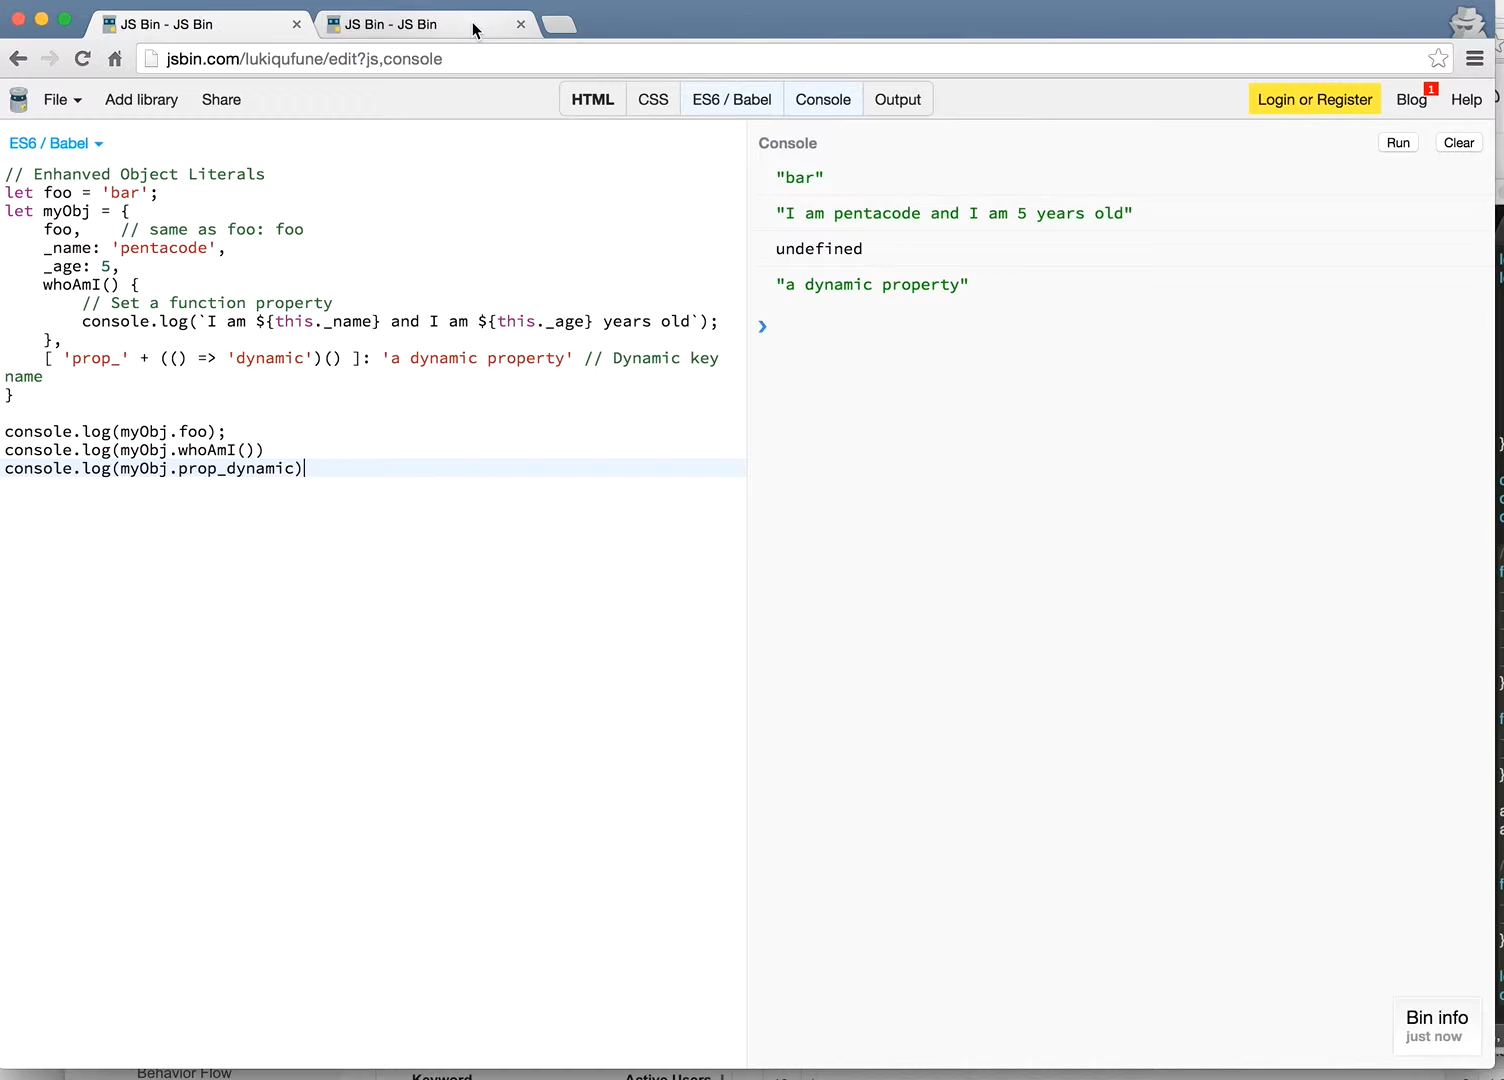 JS Bin - JS Bin
JS Bin - JS Bin
jsbin.com/lukiqufune/edit?js,console
File Add library Share HTML CSS ES6 / Babel Console Output Login or Register Blog 1 Help
ES6 / Babel
// Enhanved Object Literals
let foo = 'bar';
let myObj = {
    foo,    // same as foo: foo
    _name: 'pentacode',
    _age: 5,
    whoAmI() {
        // Set a function property
        console.log(`I am ${this._name} and I am ${this._age} years old`);
    },
    [ 'prop_' + (() => 'dynamic')() ]: 'a dynamic property' // Dynamic key
name
}
console.log(myObj.foo);
console.log(myObj.whoAmI())
console.log(myObj.prop_dynamic)
Console Run Clear
"bar"
"I am pentacode and I am 5 years old"
undefined
"a dynamic property"
Bin info
just now
Behavior Flow
Keyword
Active Users